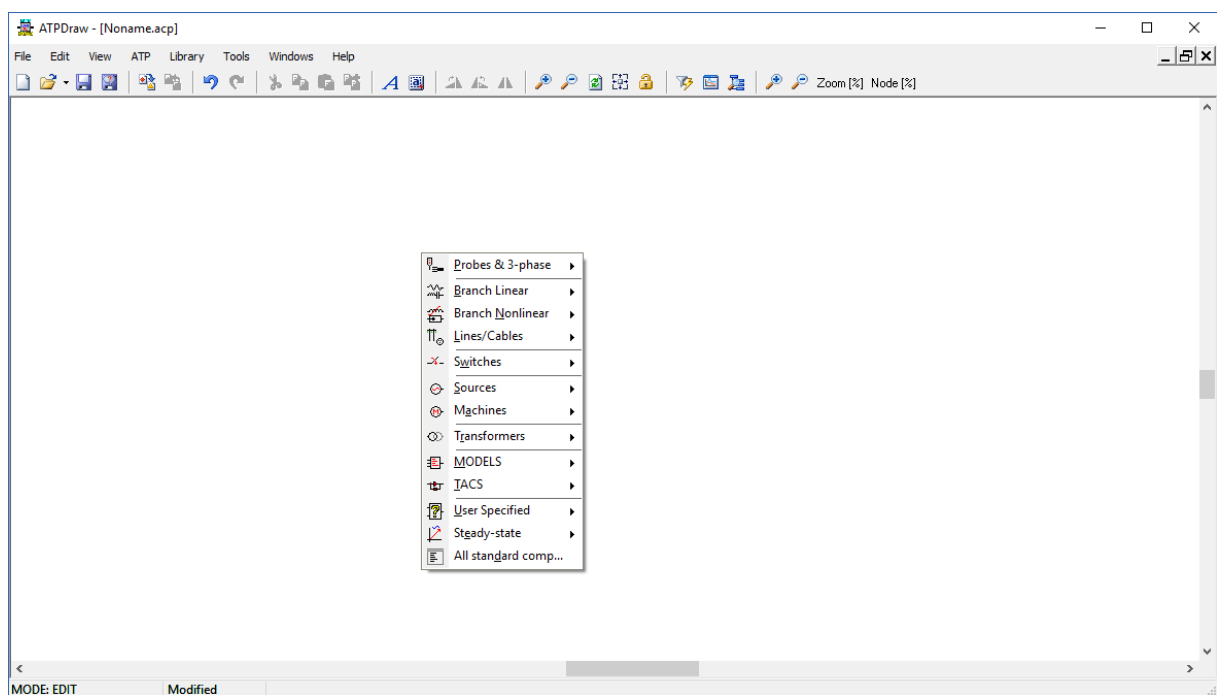 ATPDraw - [Noname.acp]
File Edit View ATP Library Tools Windows Help
A a Zoom [%] Node [%]
Probes & 3-phase
Branch Linear
Branch Nonlinear
Lines/Cables
Switches
Sources
Machines
Transformers
MODELS
TACS
User Specified
Steady-state
All standard comp...
MODE: EDIT Modified